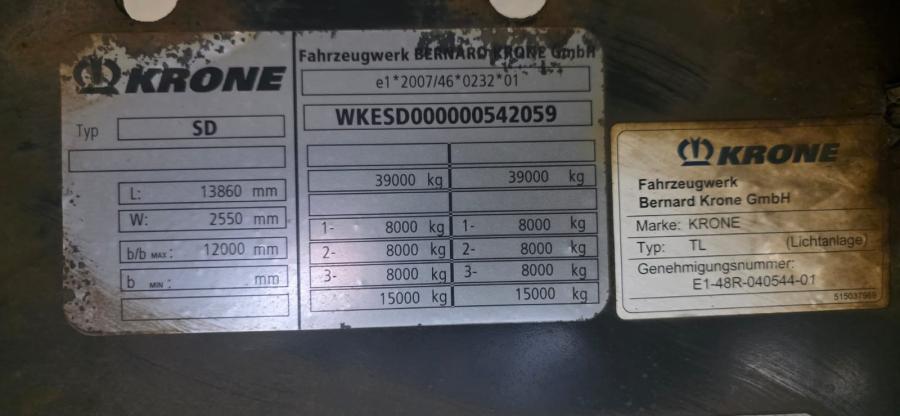 KRONE
Typ SD
L: 13860 mm
W: 2550 mm
b/b MAX: 12000 mm
b MIN: mm
Fahrzeugwerk BERNARD KRONE GmbH
e1*2007/46*0232*01
WKESD000000542059
39000 kg 39000 kg
1- 8000 kg 1- 8000 kg
2- 8000 kg 2- 8000 kg
3- 8000 kg 3- 8000 kg
15000 kg 15000 kg
KRONE
Fahrzeugwerk
Bernard Krone GmbH
Marke: KRONE
Typ: TL (Lichtanlage)
Genehmigungsnummer:
E1-48R-040544-01